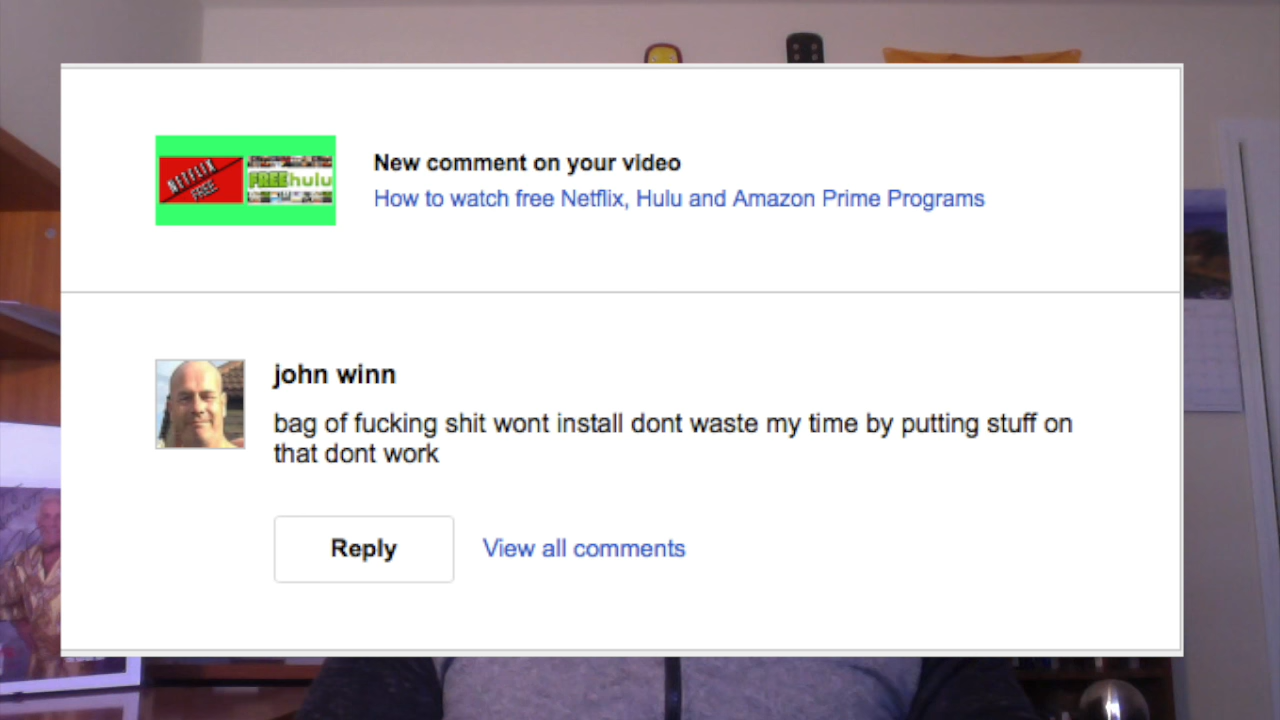 NETFLIX
FREE
FREEhulu
New comment on your video
How to watch free Netflix, Hulu and Amazon Prime Programs
john winn
bag of fucking shit wont install dont waste my time by putting stuff on
that dont work
Reply
View all comments